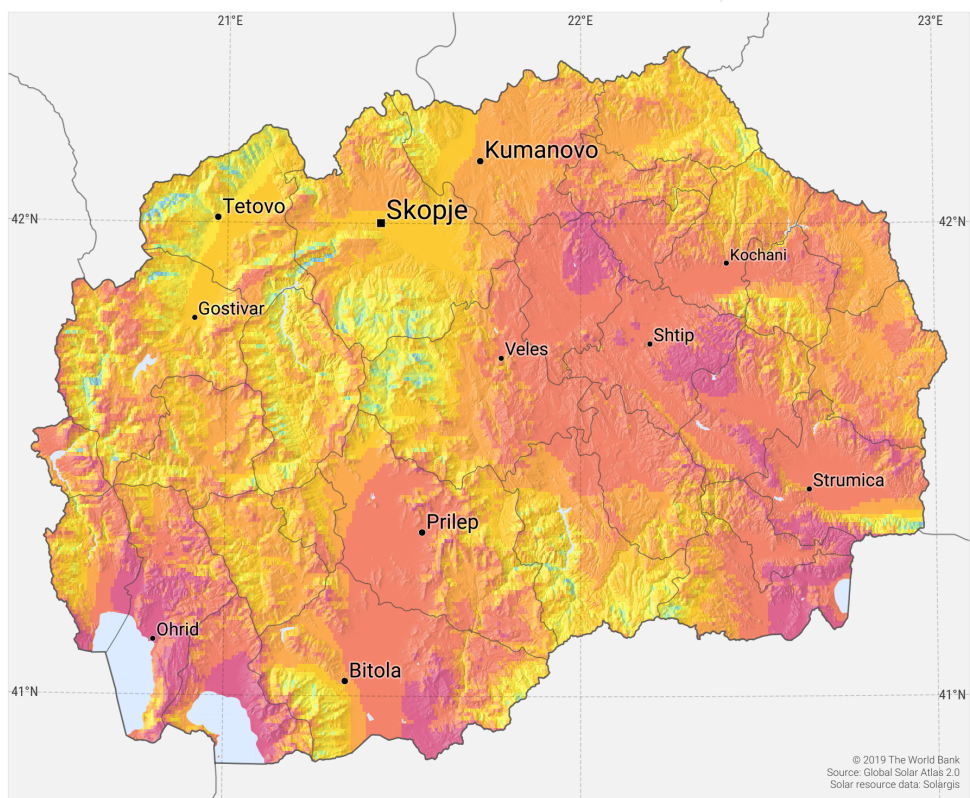 21°E 22°E 23°E
Kumanovo
Tetovo
Skopje
42°N 42°N
Kochani
Gostivar
Shtip
Veles
Strumica
Prilep
Ohrid
Bitola
41°N 41°N
© 2019 The World Bank
Source: Global Solar Atlas 2.0
Solar resource data: Solargis